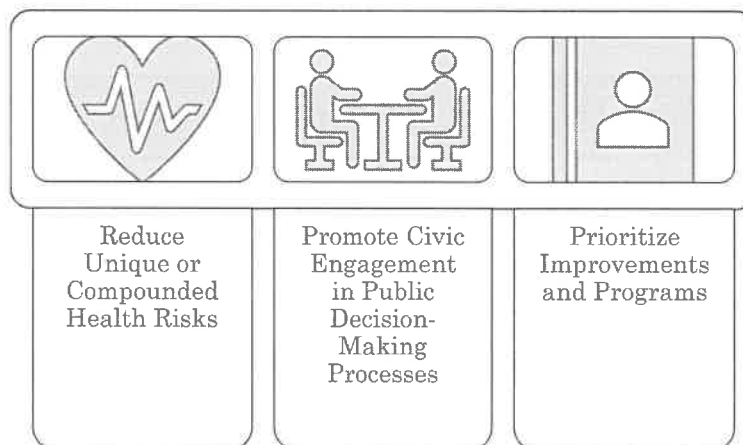 Reduce
Unique or
Compounded
Health Risks
Promote Civic
Engagement
in Public
Decision-
Making
Processes
Prioritize
Improvements
and Programs